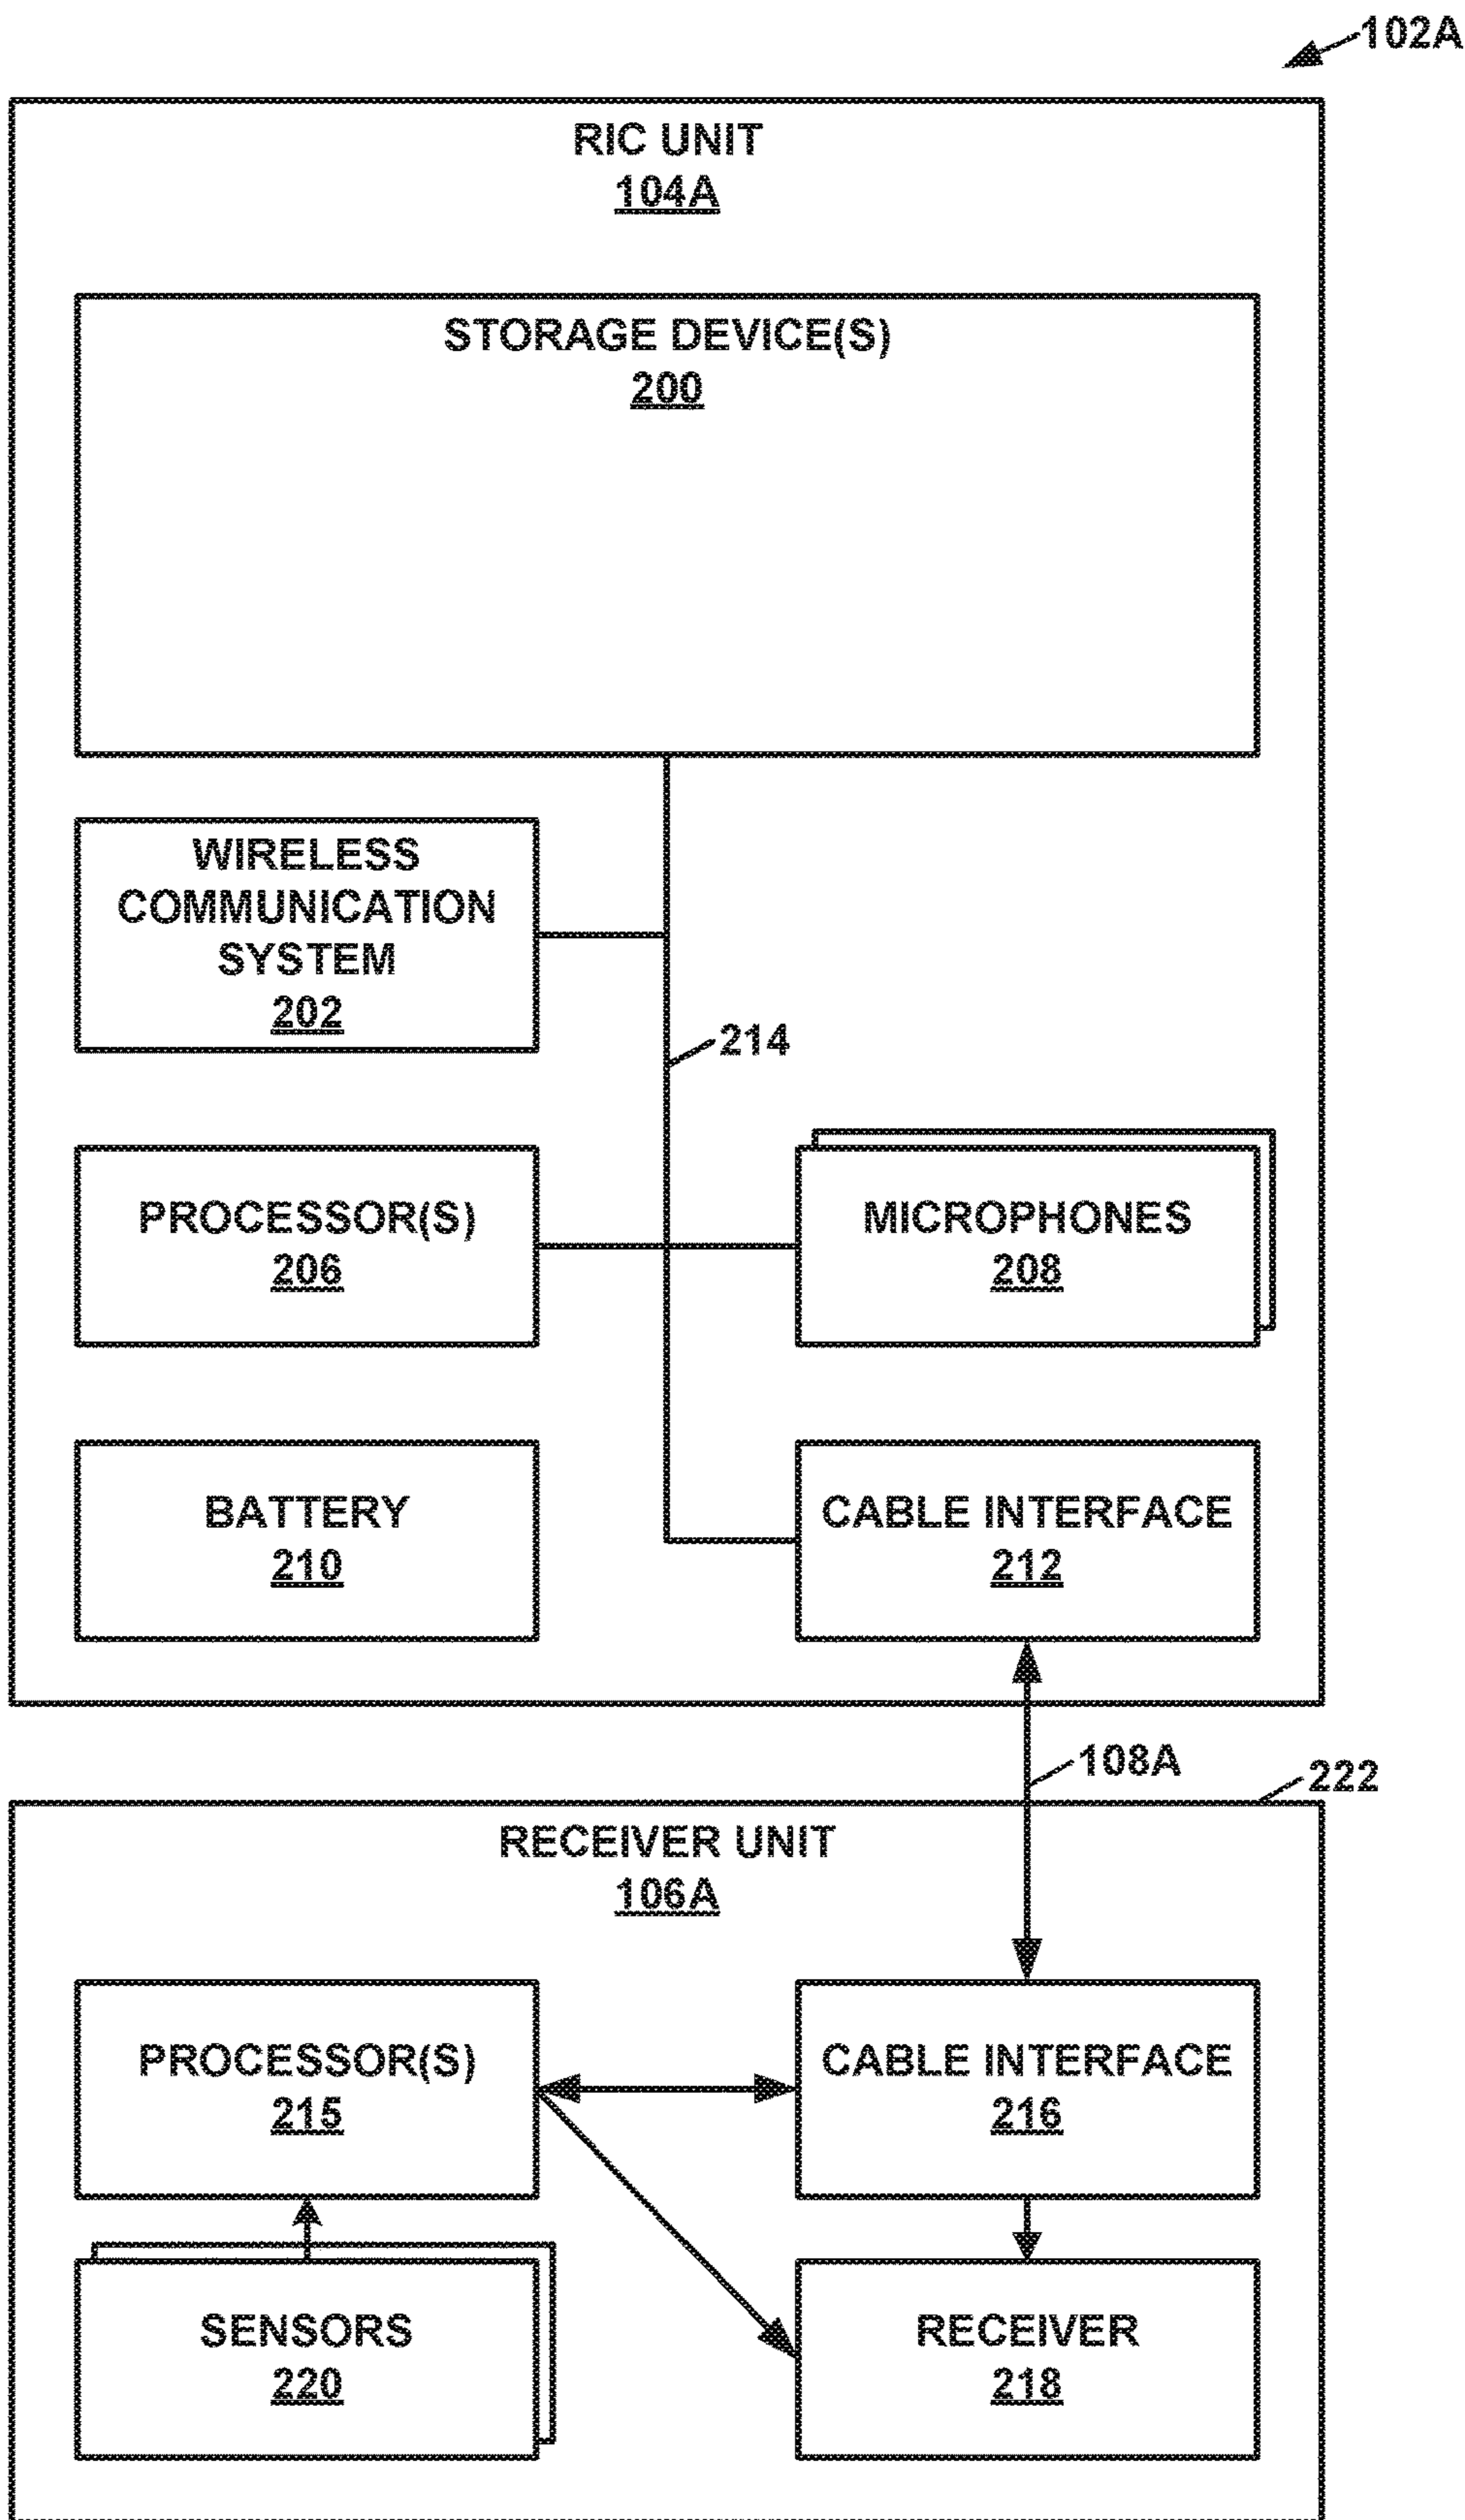 102A
RIC UNIT
104A
STORAGE DEVICE(S)
200
WIRELESS
COMMUNICATION
SYSTEM
202
214
PROCESSOR(S)
206
MICROPHONES
208
BATTERY
210
CABLE INTERFACE
212
108A
222
RECEIVER UNIT
106A
PROCESSOR(S)
215
CABLE INTERFACE
216
SENSORS
220
RECEIVER
218